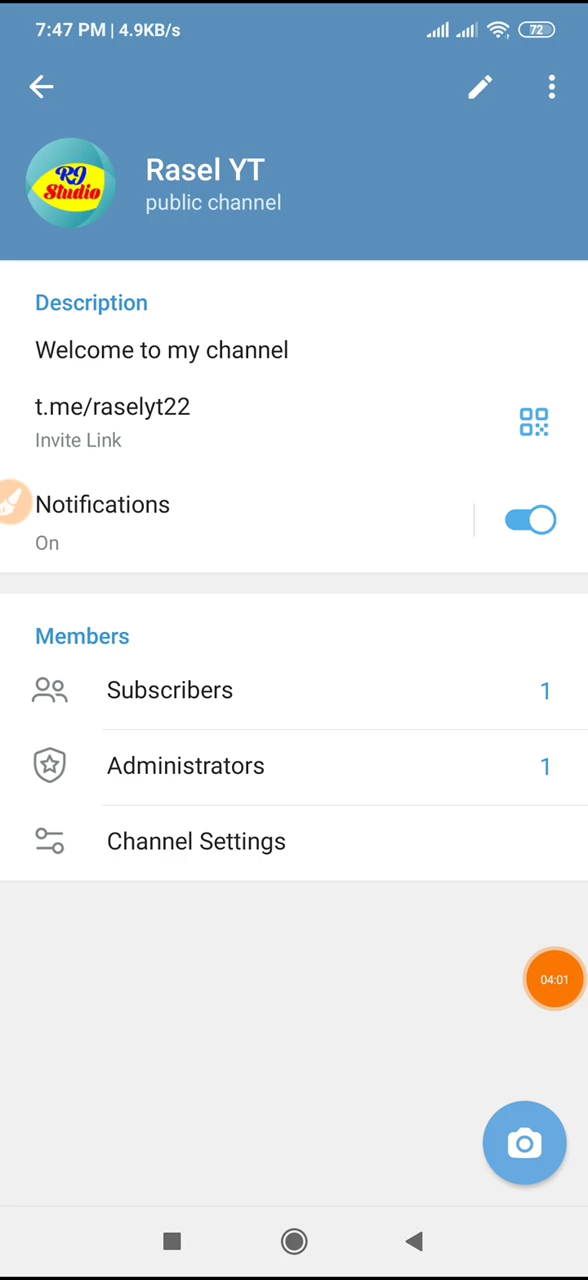 7:47 PM | 4.9KB/s
72
RJ
Studio
Rasel YT
public channel
Description
Welcome to my channel
t.me/raselyt22
Invite Link
Notifications
On
Members
Subscribers 1
Administrators 1
Channel Settings
04:01